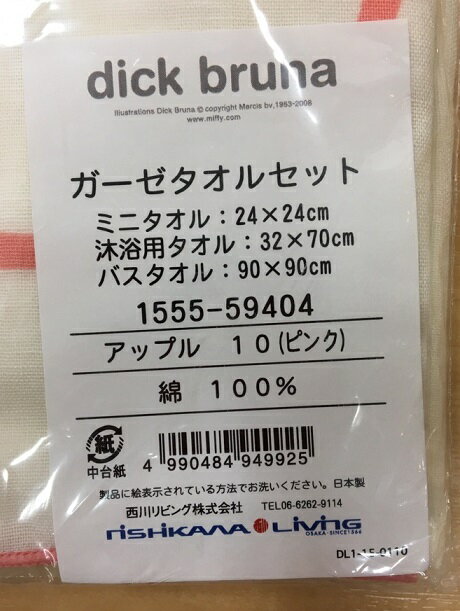 dick bruna
Illustrations Dick Bruna © copyright Mercis bv,1953-2008
www.miffy.com
ガーゼタオルセット
ミニタオル：24×24cm
沐浴用タオル：32×70cm
バスタオル：90×90cm
1555-59404
アップル 10(ピンク)
綿 100%
紙
中台紙
4 990484 949925
製品に絵表示されている方法でお洗いください。日本製
西川リビング株式会社 TEL06-6262-9114
nishikawa Living
OSAKA・SINCE1566
DL1-15-0110